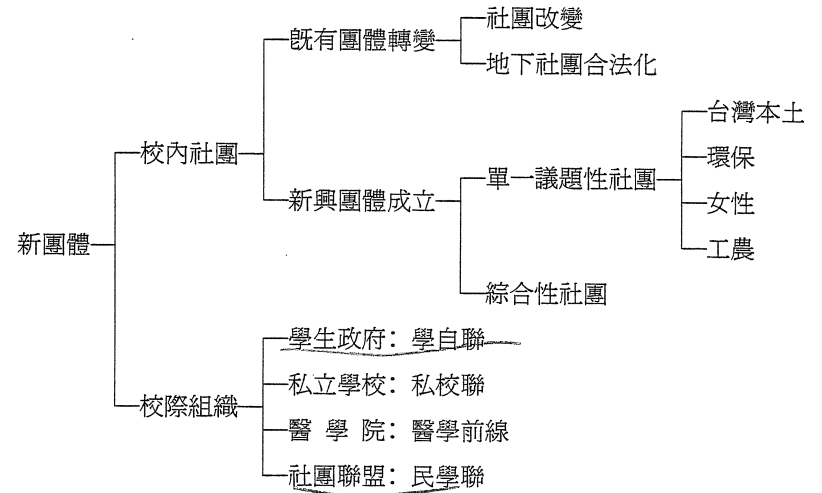 社團改變
既有團體轉變
地下社團合法化
台灣本土
校內社團
環保
單一議題性社團
新興團體成立
女性
新團體
工農
綜合性社團
學生政府：學自聯
私立學校：私校聯
校際組織
醫學院：醫學前線
社團聯盟：民學聯